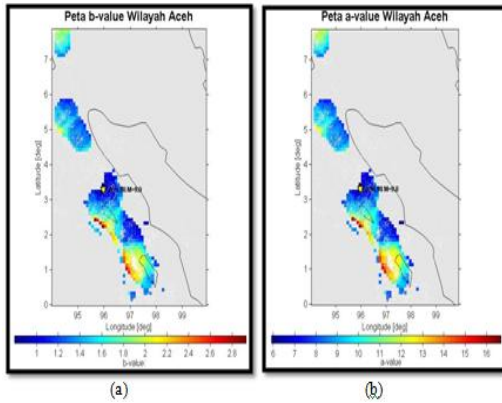 Peta b-value Wilayah Aceh
7
6
5
4
3
2
1
0
Latitude [deg]
95 96 97 98 99
Longitude [deg]
1 1.2 1.4 1.6 1.8 2 2.2 2.4 2.6 2.8
b-value
(a)
Peta a-value Wilayah Aceh
7
6
5
4
3
2
1
0
Latitude [deg]
95 96 97 98 99
Longitude [deg]
6 7 8 9 10 11 12 13 14 15 16
a-value
(b)